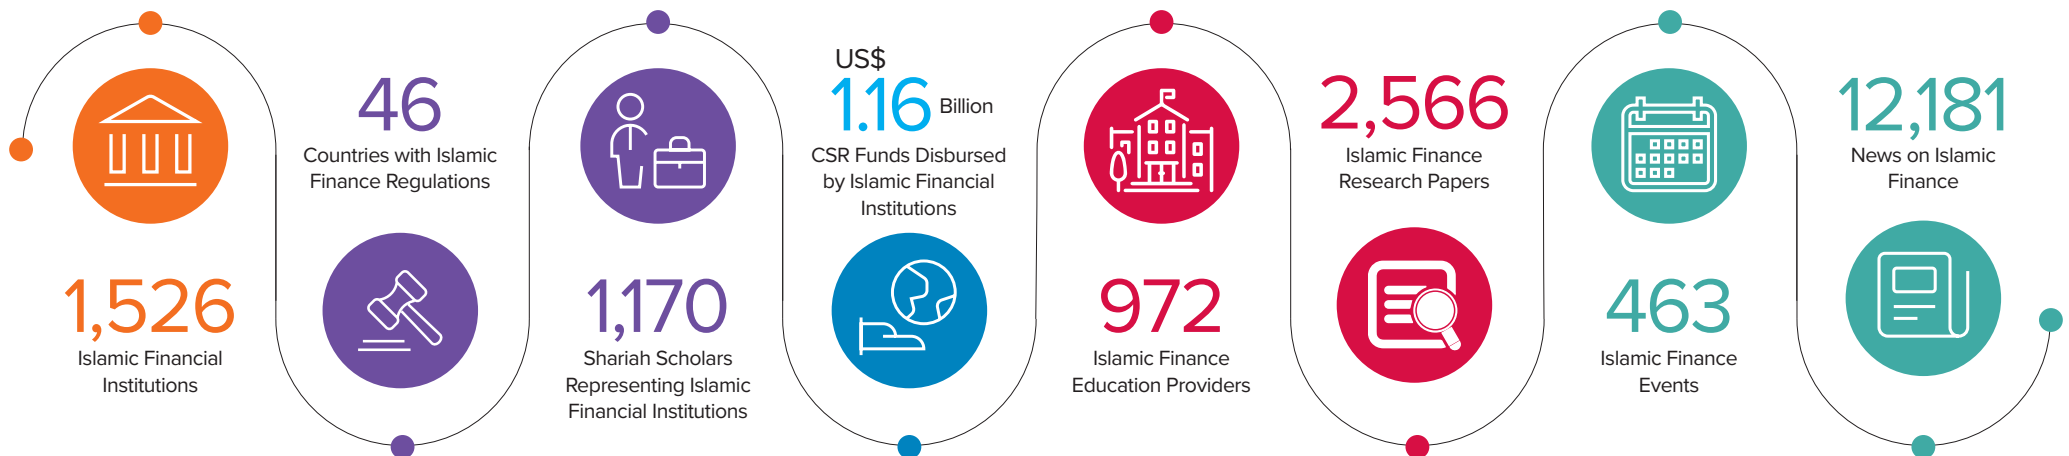 1,526
Islamic Financial
Institutions
46
Countries with Islamic
Finance Regulations
1,170
Shariah Scholars
Representing Islamic
Financial Institutions
US$
1.16 Billion
CSR Funds Disbursed
by Islamic Financial
Institutions
972
Islamic Finance
Education Providers
2,566
Islamic Finance
Research Papers
463
Islamic Finance
Events
12,181
News on Islamic
Finance